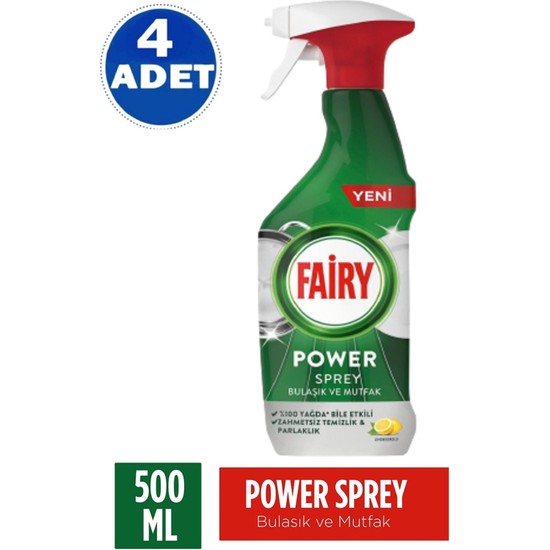 4
ADET
YENİ
FAIRY
POWER
SPREY
BULAŞIK VE MUTFAK
✓%100 YAĞDA* BİLE ETKİLİ
✓ZAHMETSİZ TEMİZLİK &
PARLAKLIK
500
ML
POWER SPREY
Bulaşık ve Mutfak